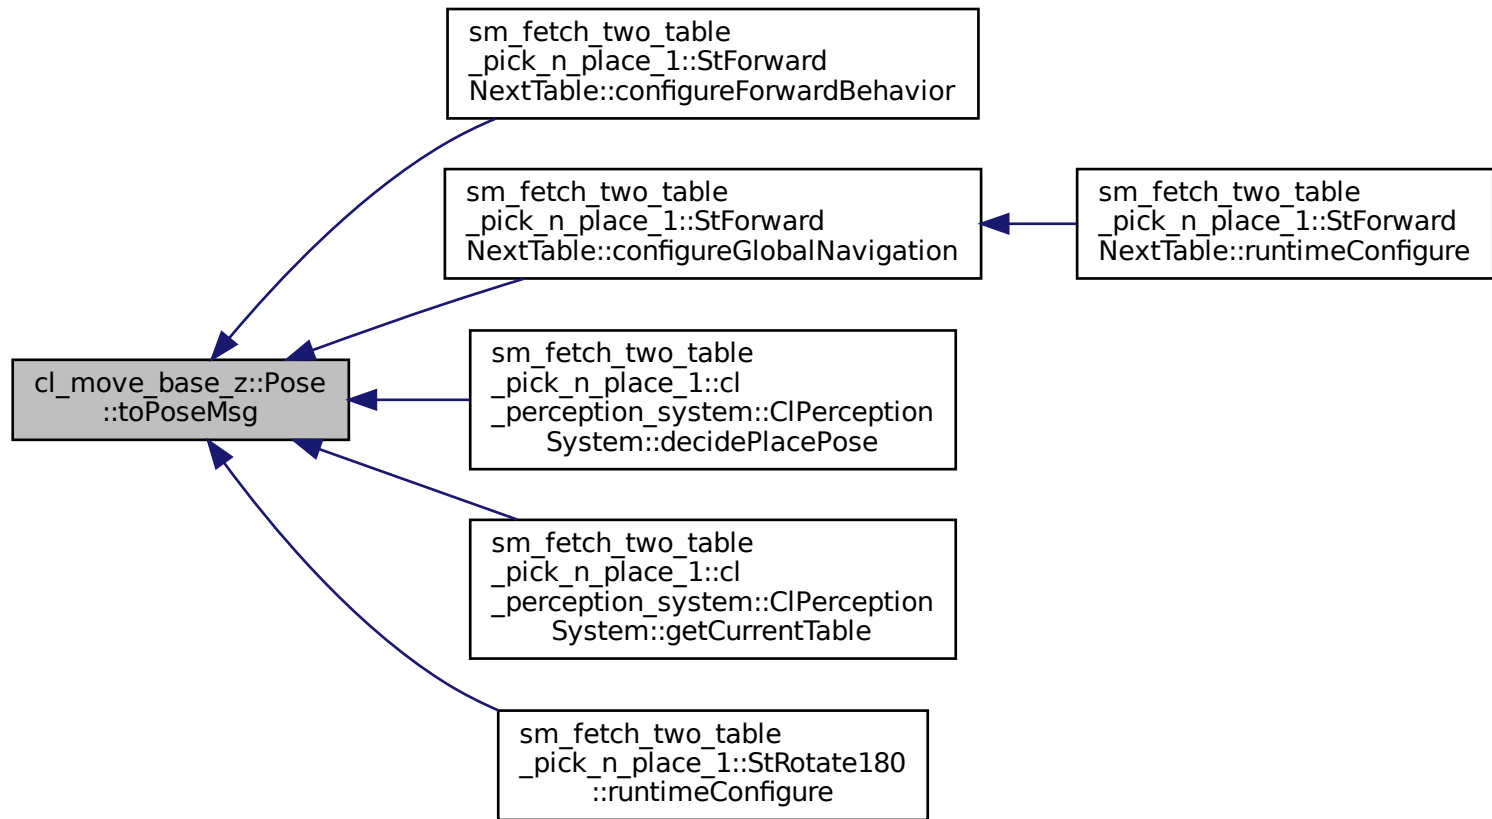 sm_fetch_two_table
_pick_n_place_1::StForward
NextTable::configureForwardBehavior
sm_fetch_two_table
_pick_n_place_1::StForward
NextTable::configureGlobalNavigation
sm_fetch_two_table
_pick_n_place_1::StForward
NextTable::runtimeConfigure
cl_move_base_z::Pose
::toPoseMsg
sm_fetch_two_table
_pick_n_place_1::cl
_perception_system::ClPerception
System::decidePlacePose
sm_fetch_two_table
_pick_n_place_1::cl
_perception_system::ClPerception
System::getCurrentTable
sm_fetch_two_table
_pick_n_place_1::StRotate180
::runtimeConfigure